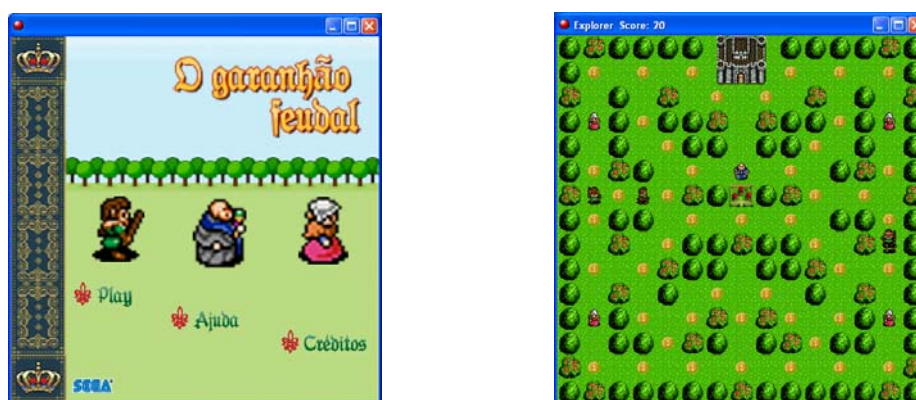 O garanhão
feudal
Play
Ajuda
Créditos
SEGA
Explorer Score: 20